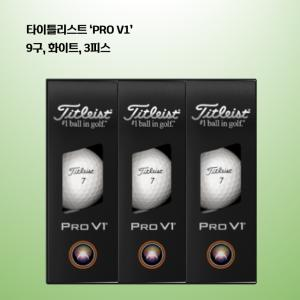 타이틀리스트 ‘PRO V1’
9구, 화이트, 3피스
Titleist Titleist Titleist
#1 ball in golf. #1 ball in golf. #1 ball in golf.
Titleist Titleist Titleist
7 7 7
PRO V1 PRO V1 PRO V1